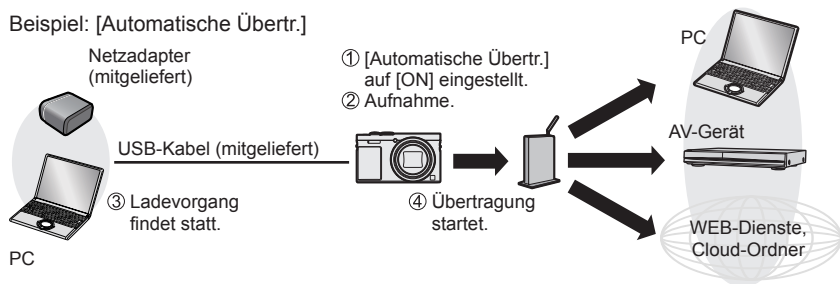 Beispiel: [Automatische Übertr.]
Netzadapter
(mitgeliefert)
① [Automatische Übertr.]
auf [ON] eingestellt.
② Aufnahme.
PC
USB-Kabel (mitgeliefert)
AV-Gerät
③ Ladevorgang
findet statt.
④ Übertragung
startet.
WEB-Dienste,
Cloud-Ordner
PC